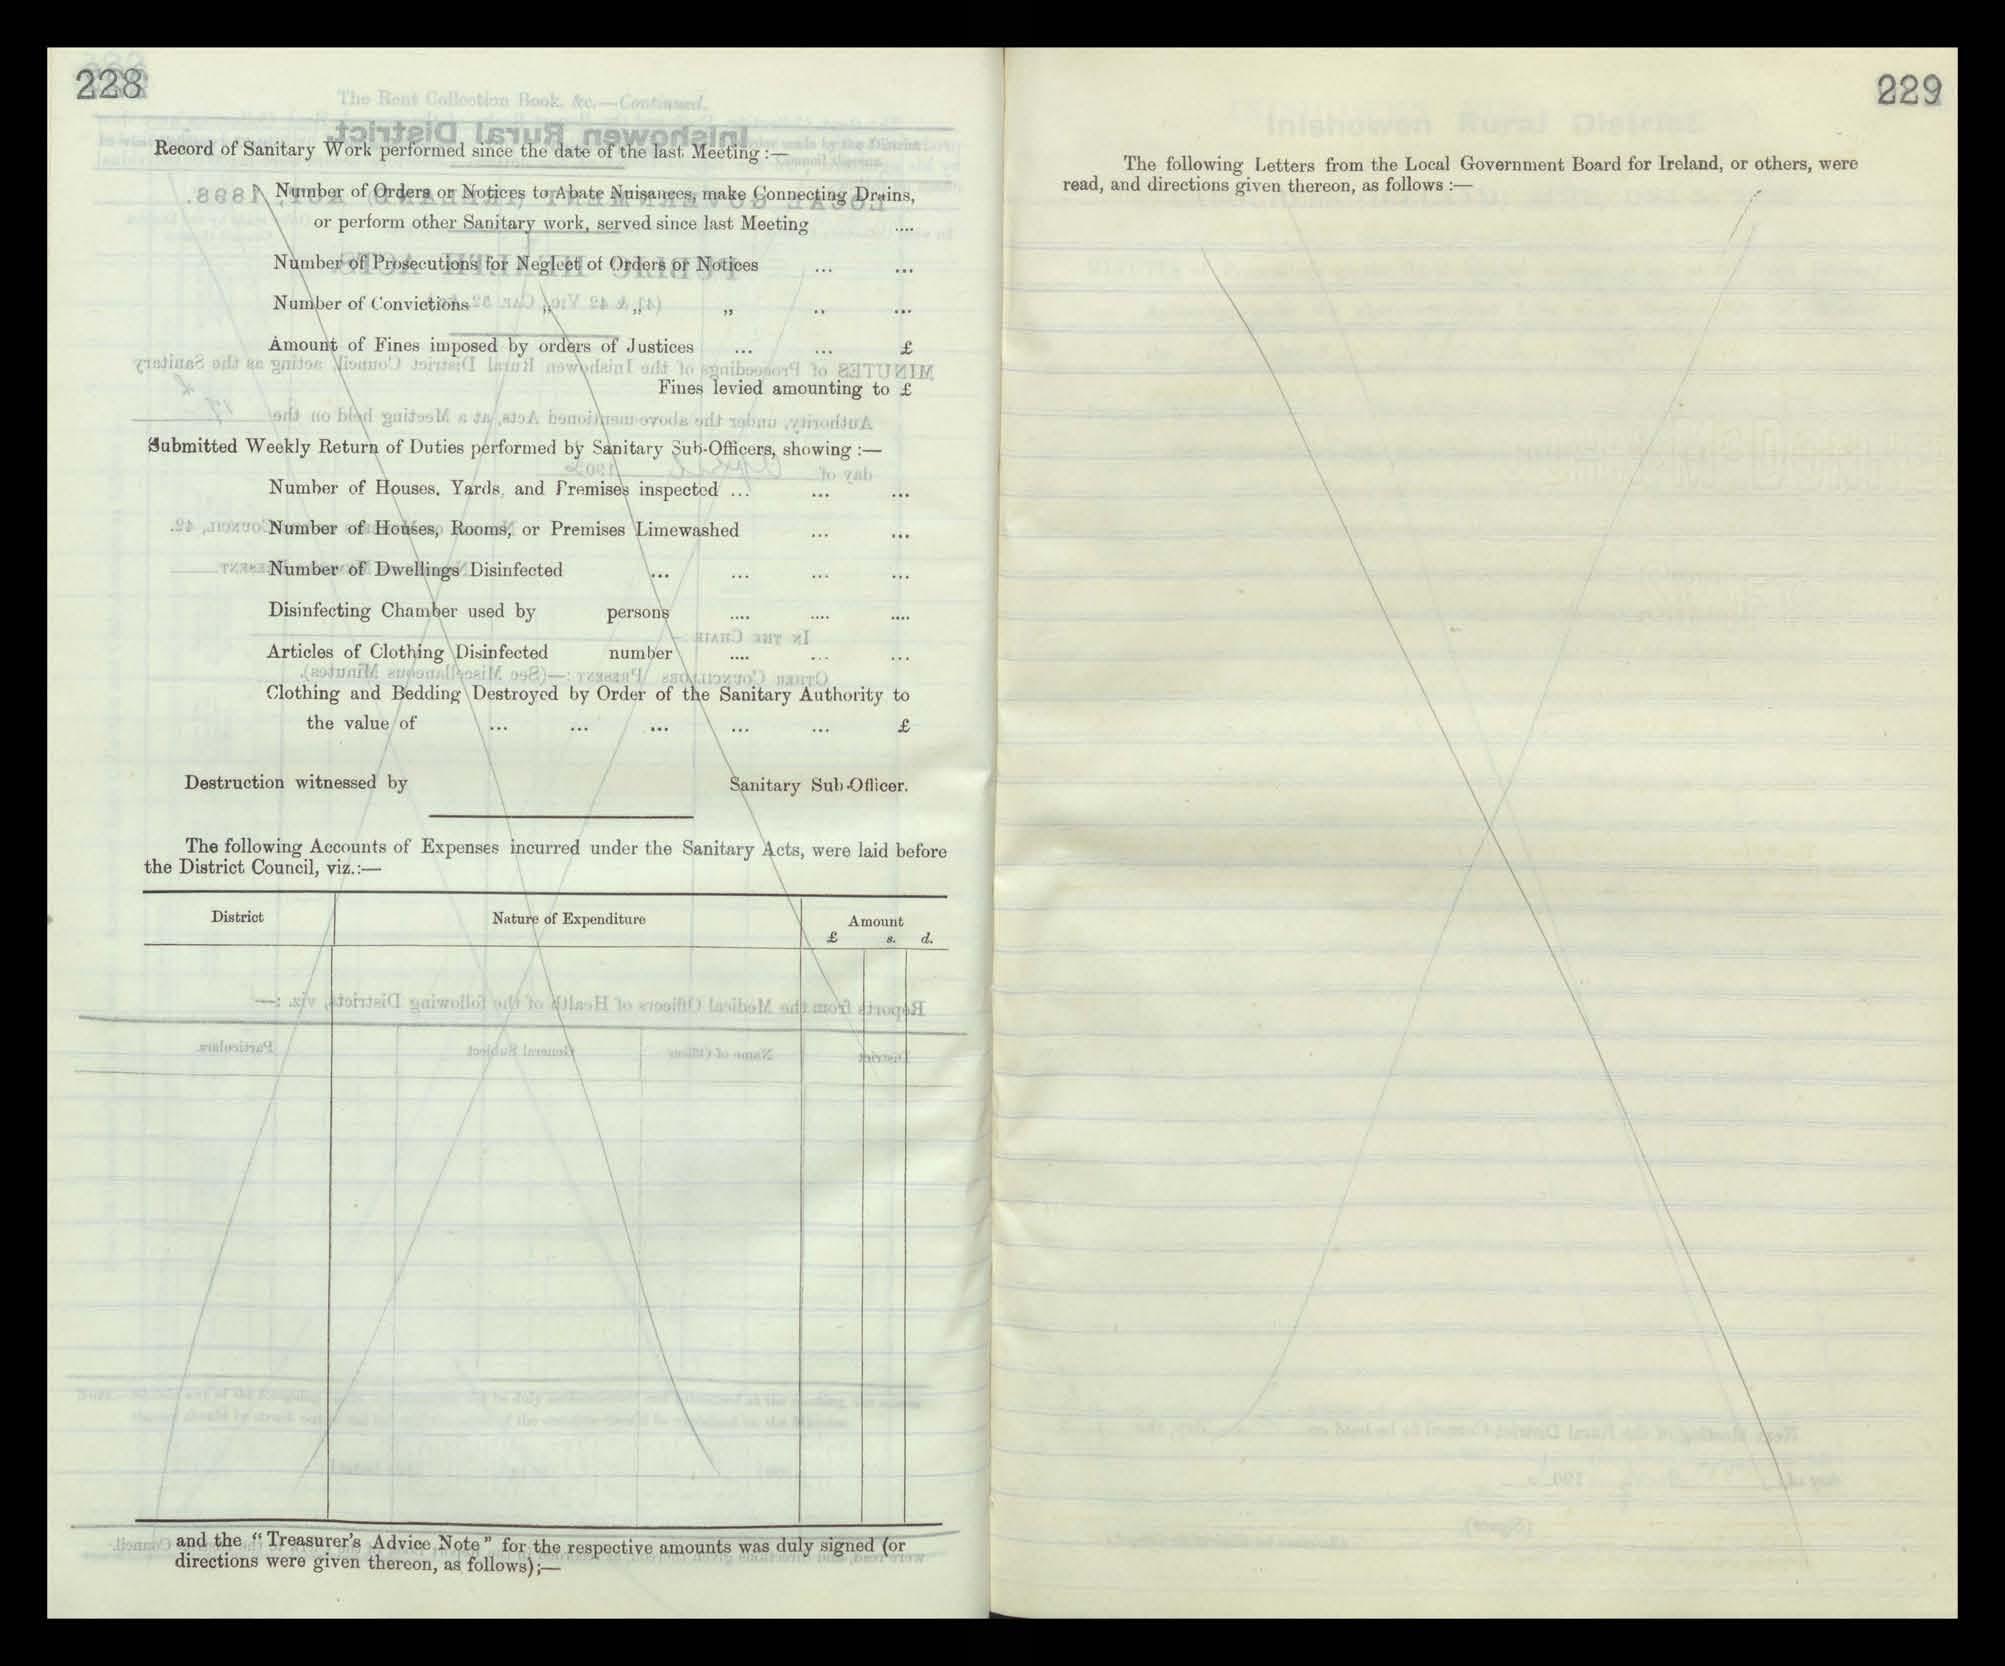 228
Record of Sanitary Work performed since the date of the last Meeting :—
Number of Orders or Notices to Abate Nuisances, make Connecting Drains,
or perform other Sanitary work, served since last Meeting ....
Number of Prosecutions for Neglect of Orders or Notices ... ...
Number of Convictions „ „ „ .. ...
Amount of Fines imposed by orders of Justices ... ... £
Fines levied amounting to £
Submitted Weekly Return of Duties performed by Sanitary Sub-Officers, showing :—
Number of Houses, Yards, and Premises inspected ... ... ...
Number of Houses, Rooms, or Premises Limewashed ... ...
Number of Dwellings Disinfected ... ... ... ...
Disinfecting Chamber used by persons .... .... ....
Articles of Clothing Disinfected number .... ... ...
Clothing and Bedding Destroyed by Order of the Sanitary Authority to
the value of ... ... ... ... ... £
Destruction witnessed by Sanitary Sub-Officer.
The following Accounts of Expenses incurred under the Sanitary Acts, were laid before
the District Council, viz.:—
District Nature of Expenditure Amount
£ s. d.
and the “Treasurer's Advice Note” for the respective amounts was duly signed (or
directions were given thereon, as follows);—
229
The following Letters from the Local Government Board for Ireland, or others, were
read, and directions given thereon, as follows :—